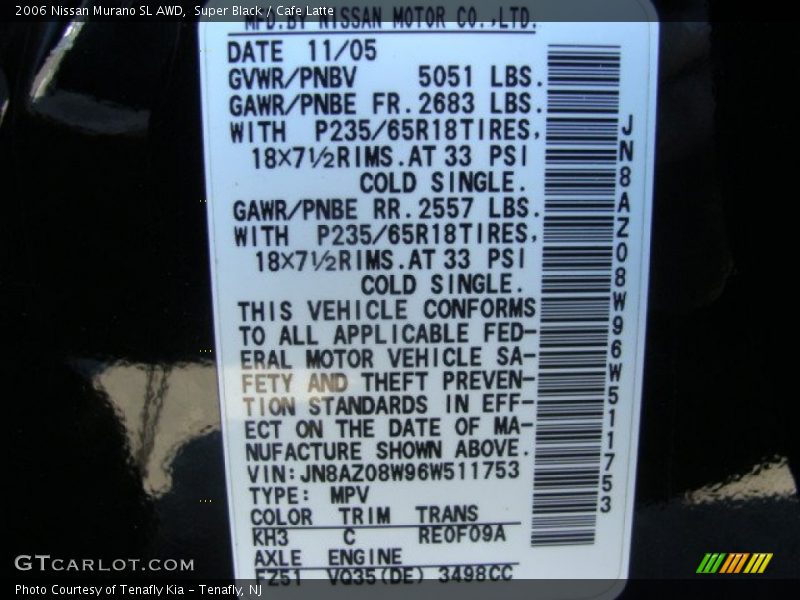 2006 Nissan Murano SL AWD, Super Black / Cafe Latte
MFD.BY NISSAN MOTOR CO.,LTD.
DATE 11/05
GVWR/PNBV 5051 LBS.
GAWR/PNBE FR.2683 LBS.
WITH P235/65R18TIRES,
18×7½RIMS.AT 33 PSI
COLD SINGLE.
GAWR/PNBE RR.2557 LBS.
WITH P235/65R18TIRES,
18×7½RIMS.AT 33 PSI
COLD SINGLE.
THIS VEHICLE CONFORMS
TO ALL APPLICABLE FED-
ERAL MOTOR VEHICLE SA-
FETY AND THEFT PREVEN-
TION STANDARDS IN EFF-
ECT ON THE DATE OF MA-
NUFACTURE SHOWN ABOVE.
VIN:JN8AZ08W96W511753
TYPE: MPV
COLOR TRIM TRANS
KH3 C RE0F09A
AXLE ENGINE
FZ51 VQ35(DE) 3498CC
JN8AZ08W96W511753
GTCARLOT.COM
Photo Courtesy of Tenafly Kia - Tenafly, NJ